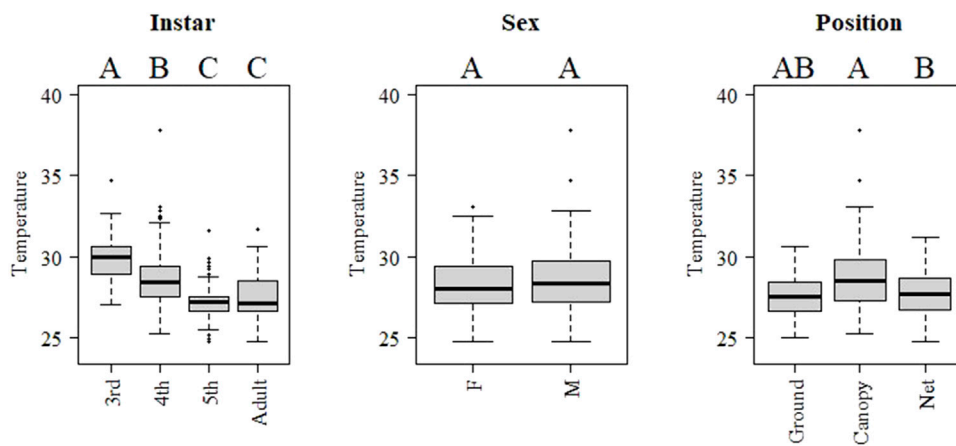 Instar
A B C C
Temperature
40
35
30
25
3rd
4th
5th
Adult
Sex
A A
Temperature
40
35
30
25
F
M
Position
AB A B
Temperature
40
35
30
25
Ground
Canopy
Net